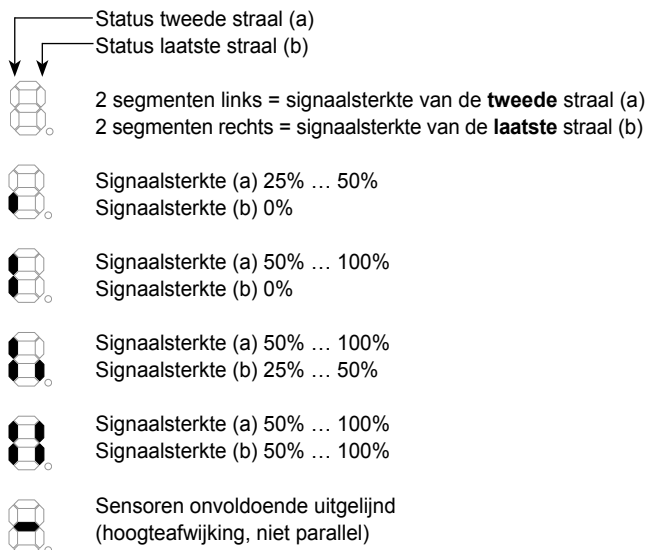 Status tweede straal (a)
Status laatste straal (b)
2 segmenten links = signaalsterkte van de tweede straal (a)
2 segmenten rechts = signaalsterkte van de laatste straal (b)
Signaalsterkte (a) 25% … 50%
Signaalsterkte (b) 0%
Signaalsterkte (a) 50% … 100%
Signaalsterkte (b) 0%
Signaalsterkte (a) 50% … 100%
Signaalsterkte (b) 25% … 50%
Signaalsterkte (a) 50% … 100%
Signaalsterkte (b) 50% … 100%
Sensoren onvoldoende uitgelijnd
(hoogteafwijking, niet parallel)